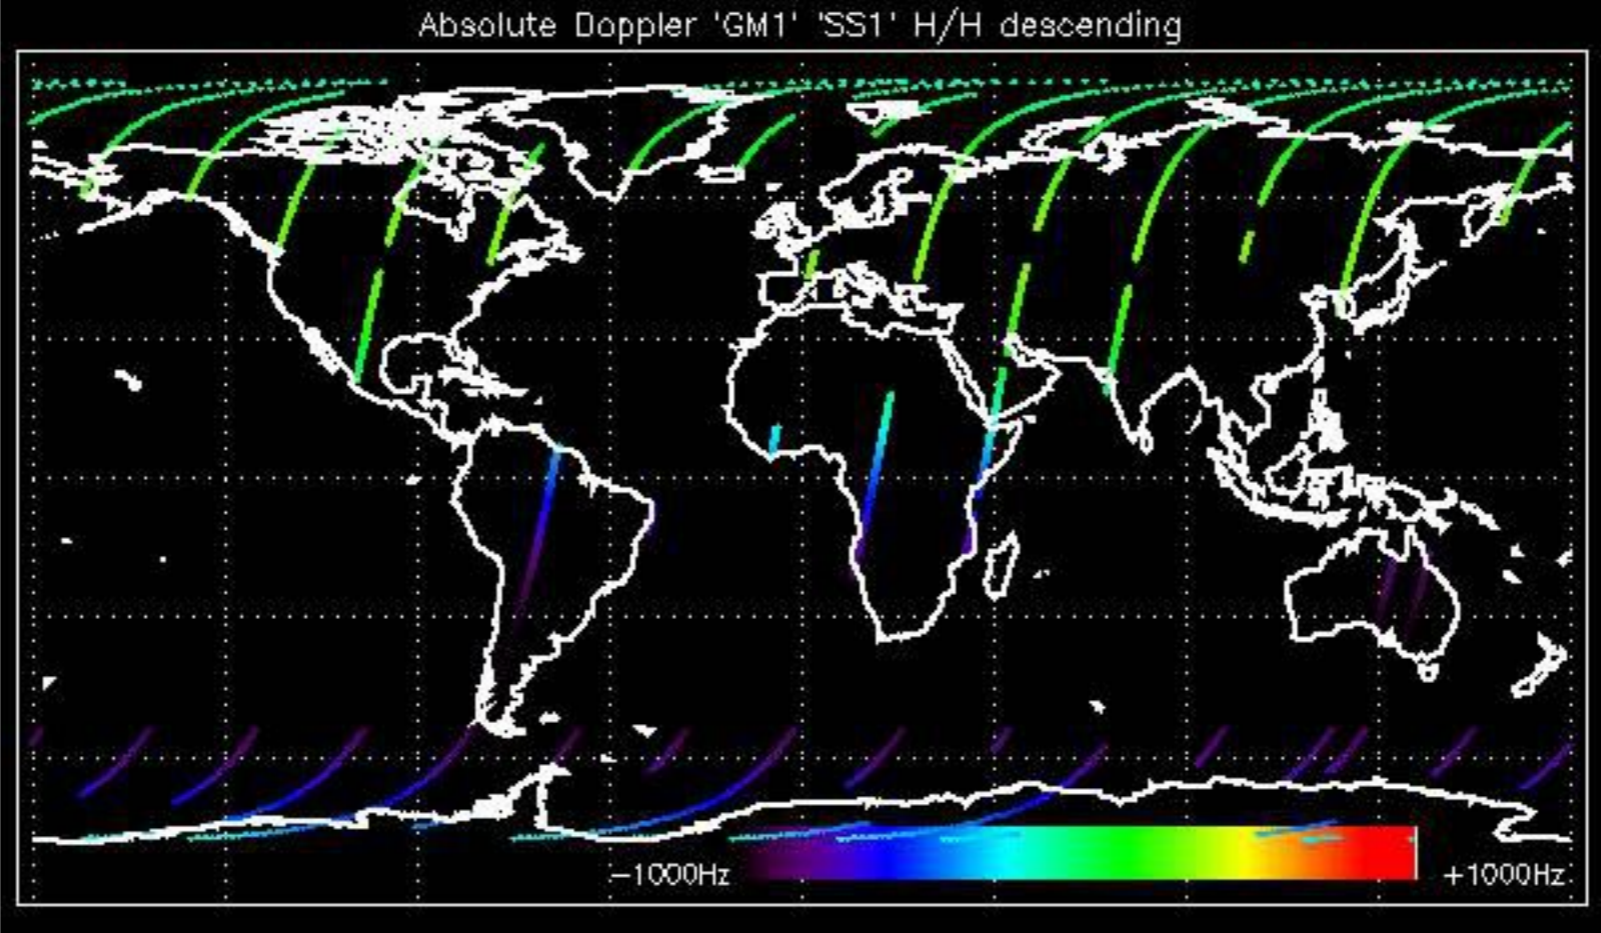 Absolute Doppler 'GM1' 'SS1' H/H descending
−1000Hz
+1000Hz